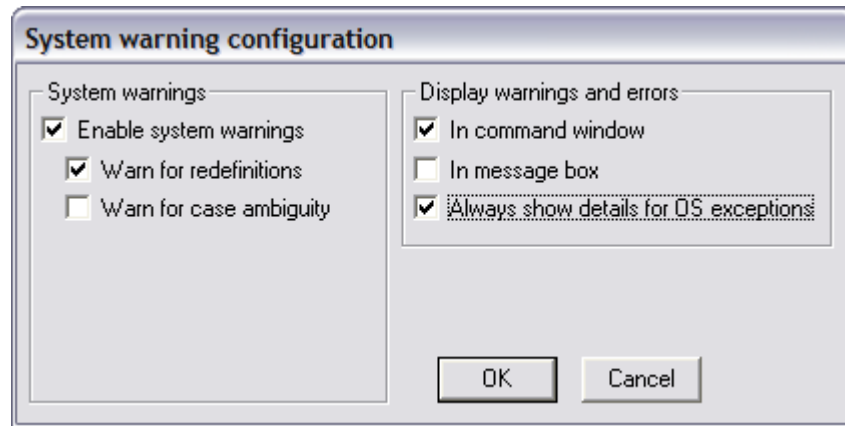 System warning configuration
System warnings
Enable system warnings
Warn for redefinitions
Warn for case ambiguity
Display warnings and errors
In command window
In message box
Always show details for OS exceptions
OK
Cancel